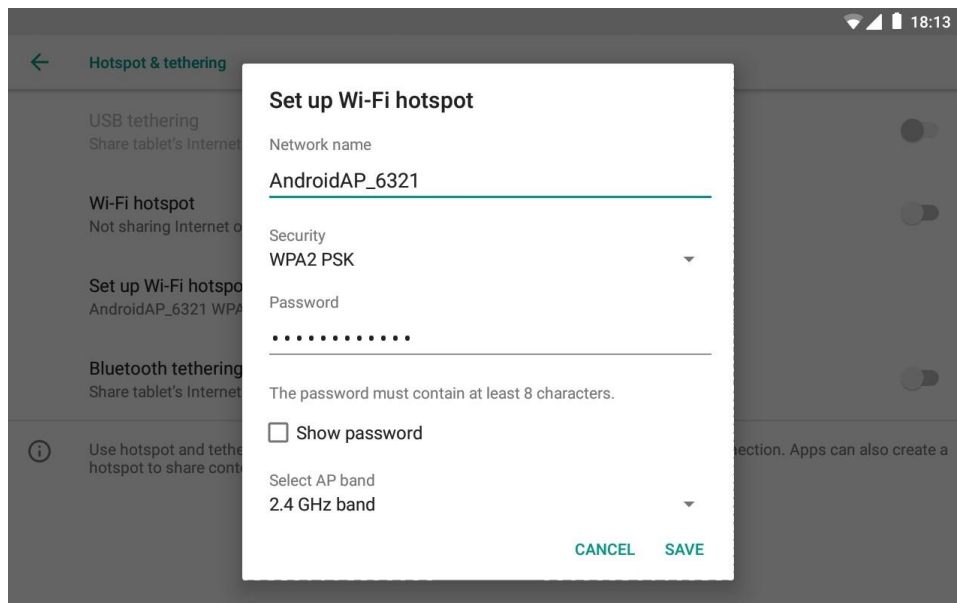 18:13
Hotspot & tethering
USB tethering
Share tablet's Internet
Wi-Fi hotspot
Not sharing Internet o
Set up Wi-Fi hotspo
AndroidAP_6321 WPA
Bluetooth tethering
Share tablet's Internet
Use hotspot and tethe
hotspot to share cont
nection. Apps can also create a
Set up Wi-Fi hotspot
Network name
AndroidAP_6321
Security
WPA2 PSK
Password
••••••••••••
The password must contain at least 8 characters.
Show password
Select AP band
2.4 GHz band
CANCEL SAVE